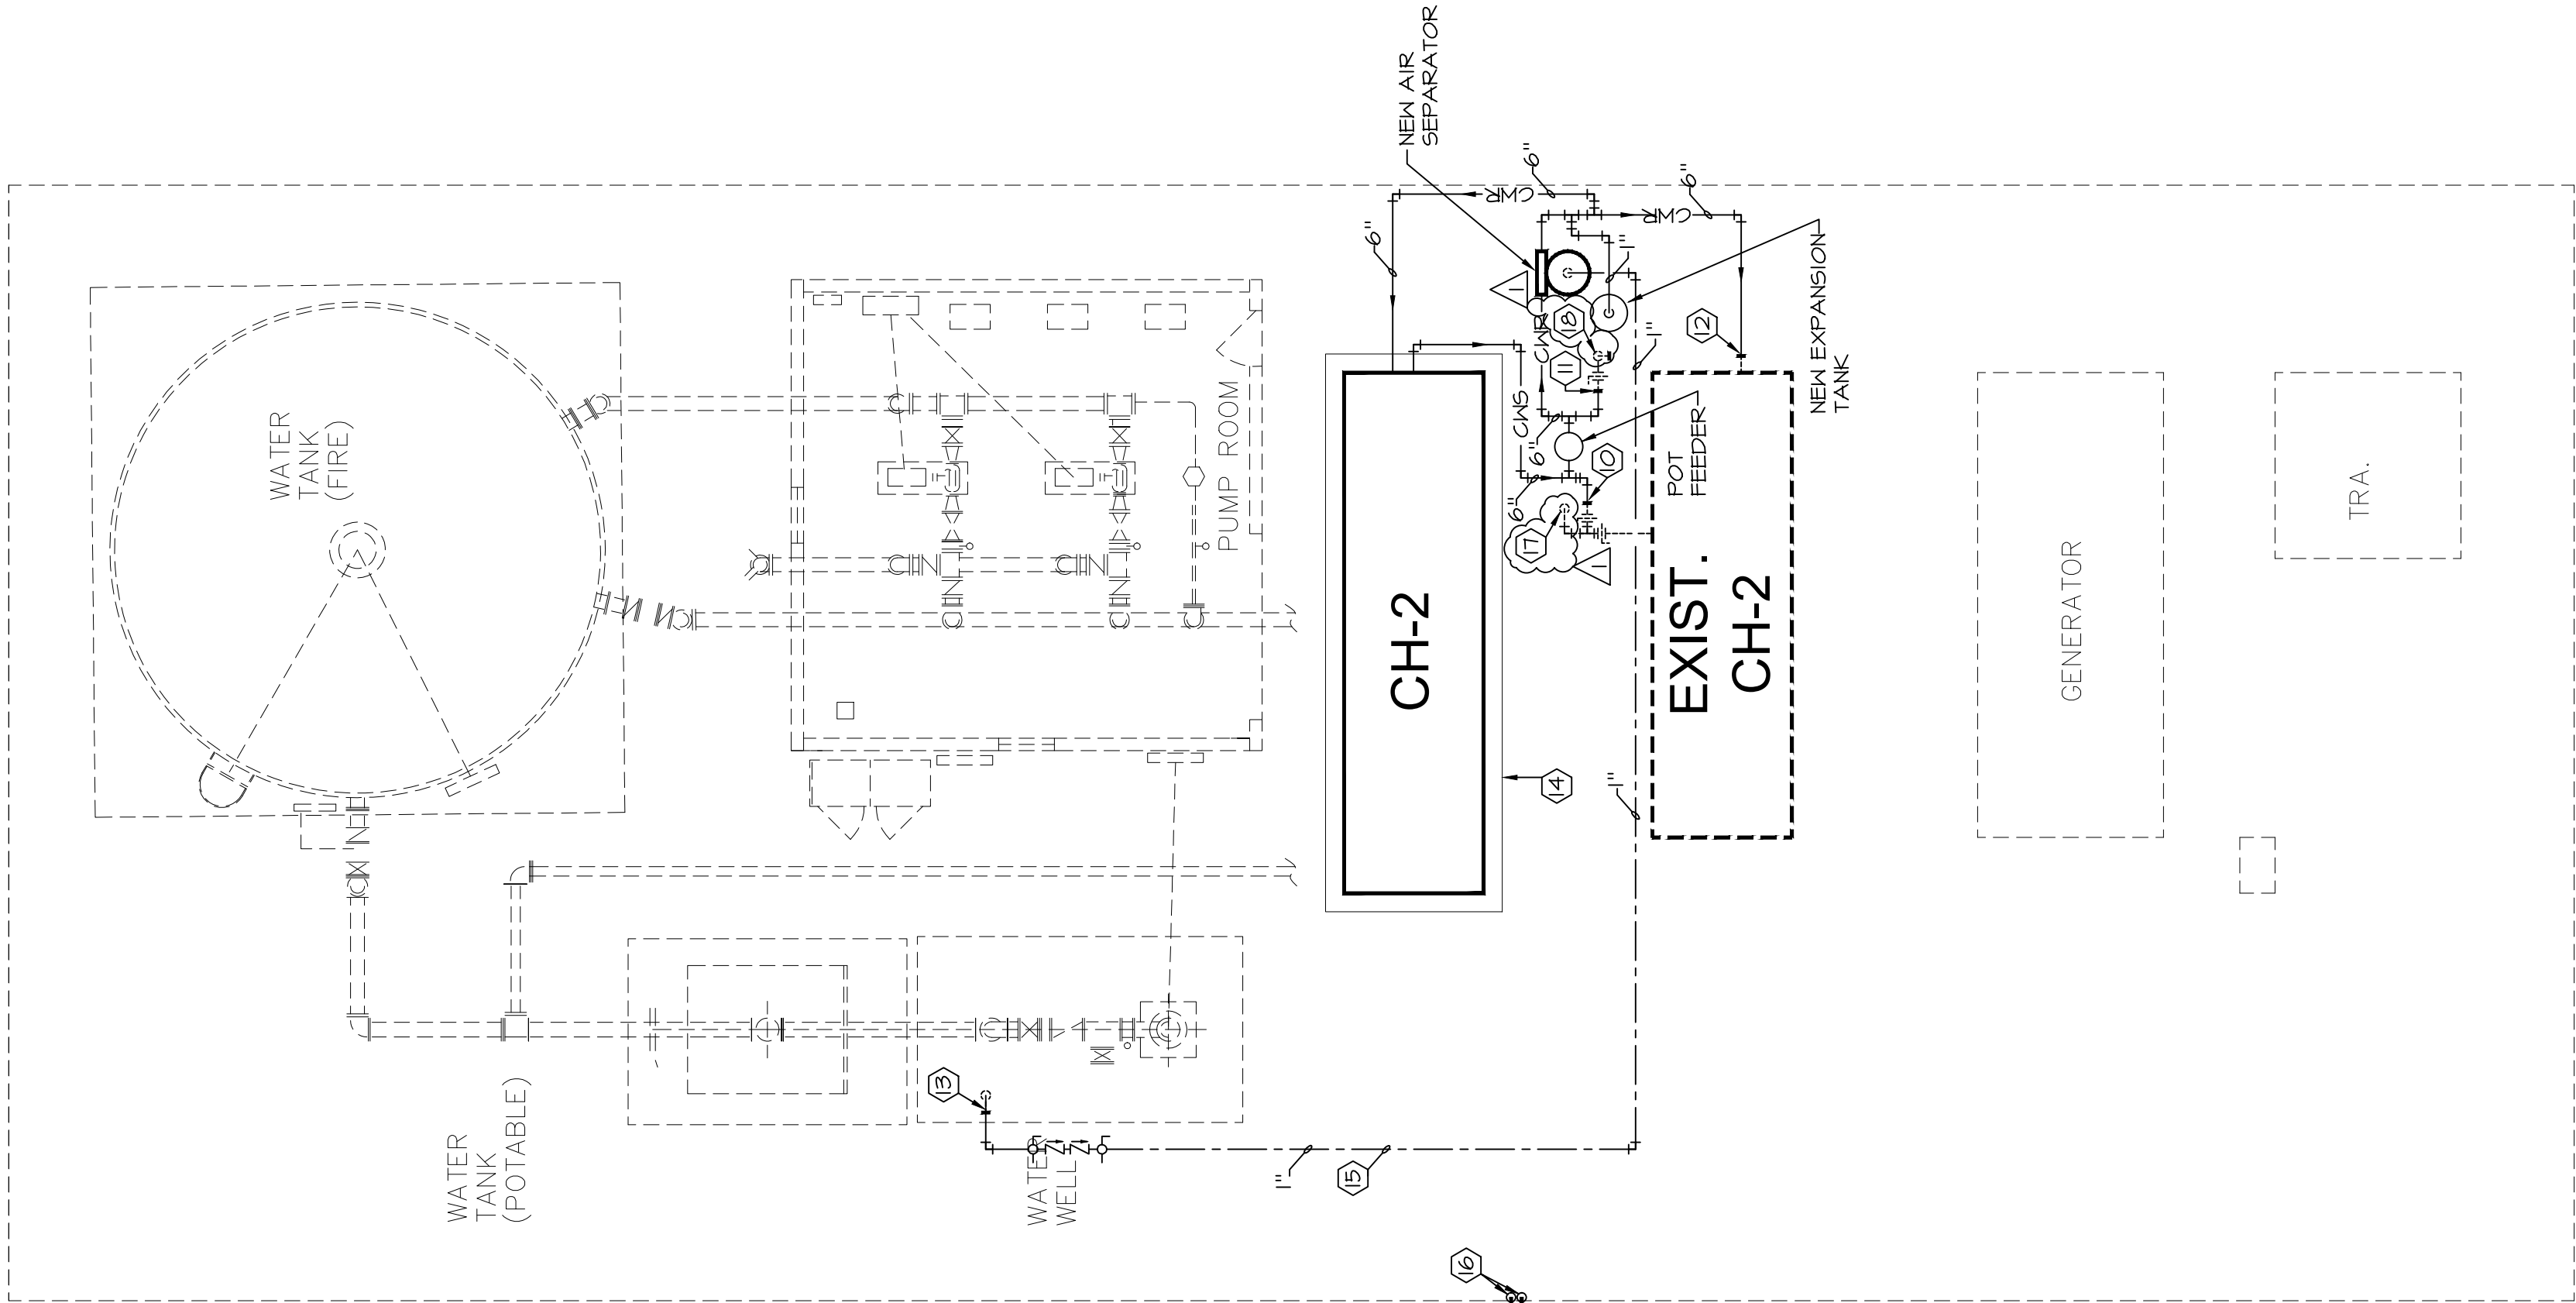 WATER
TANK
(FIRE)
WATER
TANK
(POTABLE)
PUMP ROOM
WATER
WELL
13
15
1"
16
NEW AIR
SEPARATOR
6"
CWR
6"
6"
CWR
1"
1"
1
18
CWR
11
CWS
6"
6"
10
17
1
12
NEW EXPANSION
TANK
POT
FEEDER
CH-2
14
1"
EXIST.
CH-2
GENERATOR
TRA.